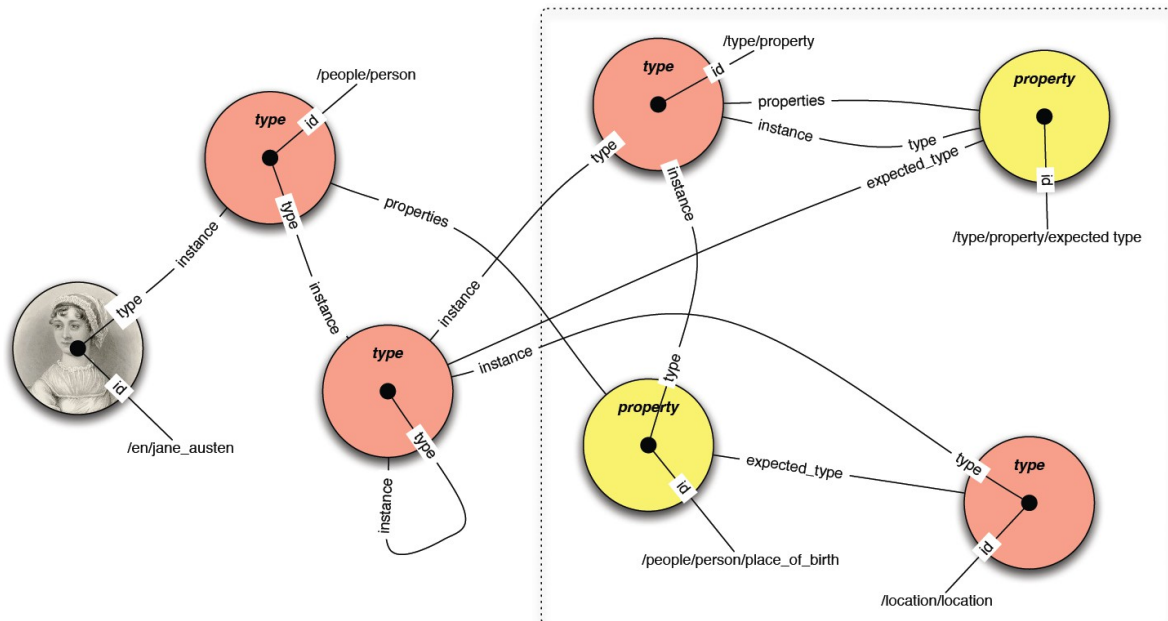 /type/property
type
id
properties
instance
type
expected_type
property
id
/type/property/expected type
/people/person
type
id
type
instance
properties
type
instance
instance
type
id
/en/jane_austen
type
instance
type
type
instance
instance
type
property
id
/people/person/place_of_birth
expected_type
type
type
id
/location/location